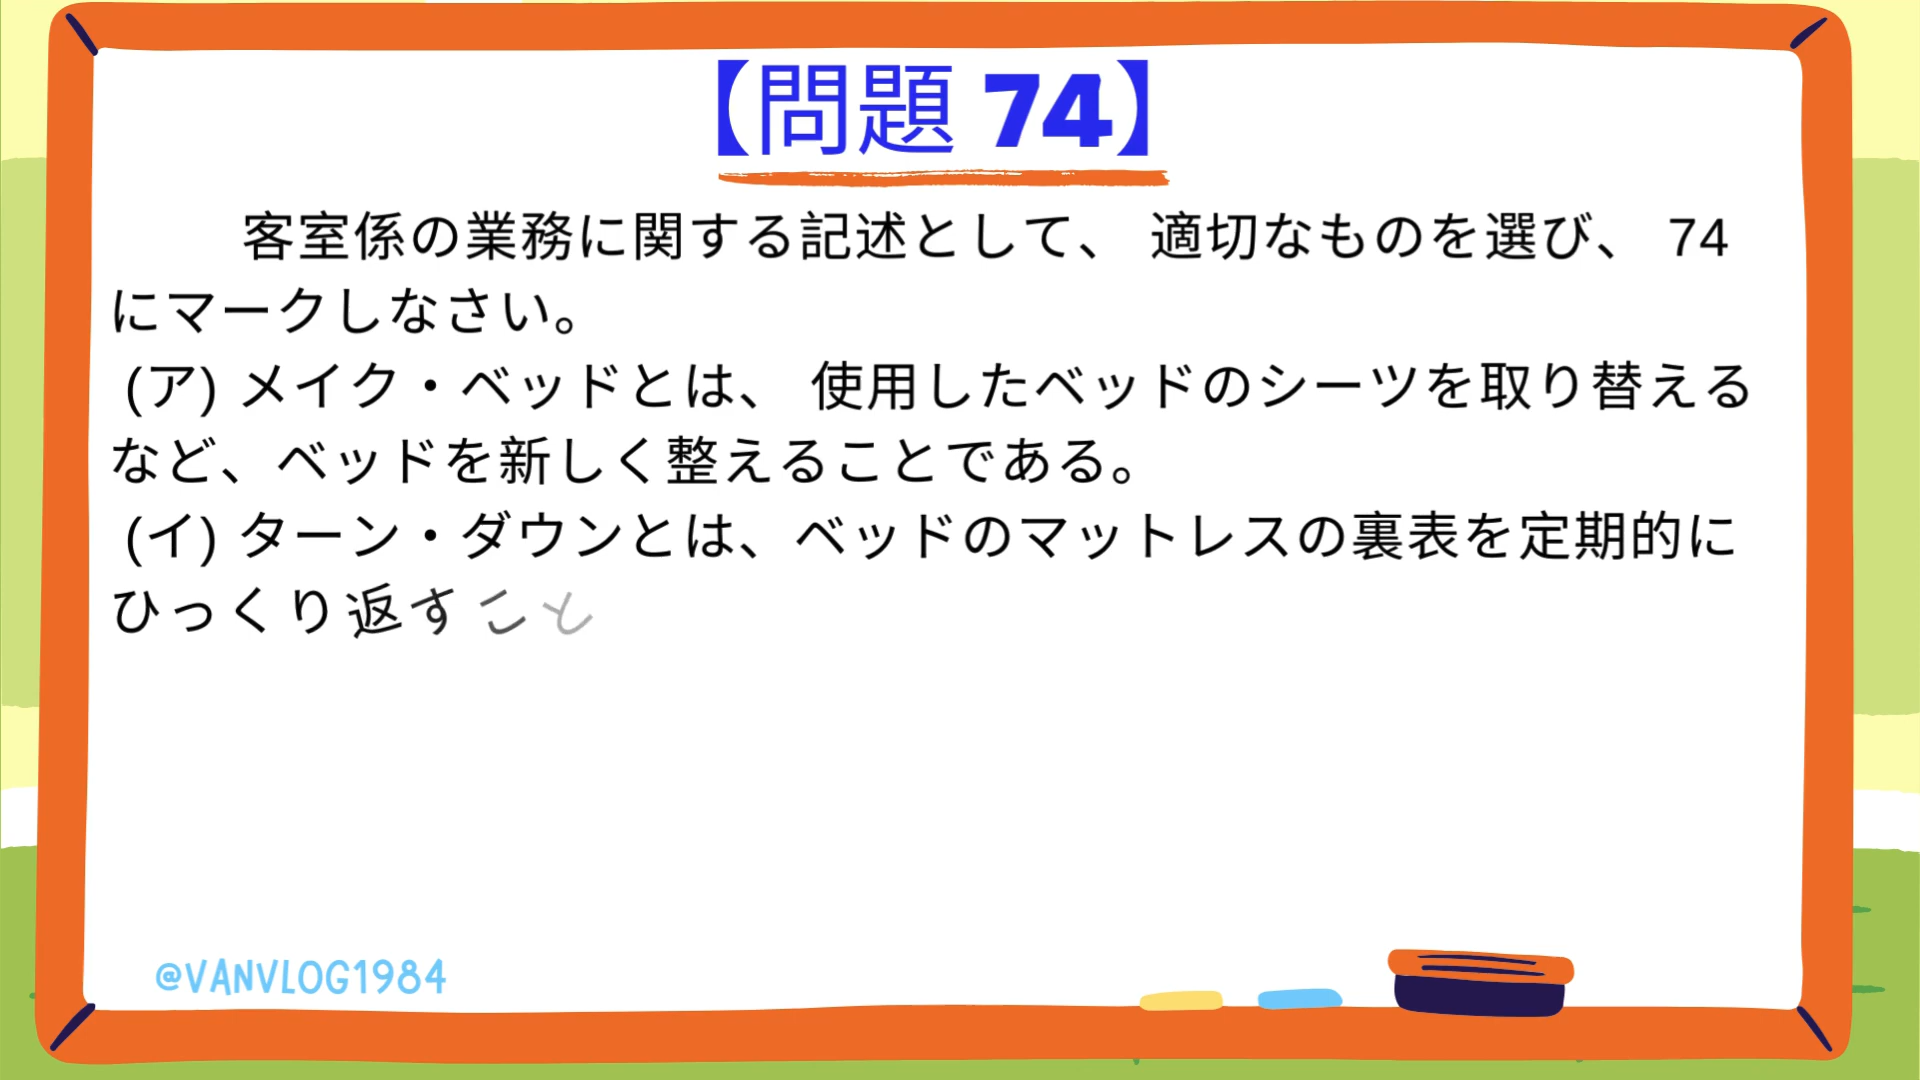 【問題 74】
客室係の業務に関する記述として、 適切なものを選び、 74
にマークしなさい。
(ア) メイク・ベッドとは、 使用したベッドのシーツを取り替える
など、ベッドを新しく整えることである。
(イ) ターン・ダウンとは、ベッドのマットレスの裏表を定期的に
ひっくり返すこと
@VANVLOG1984